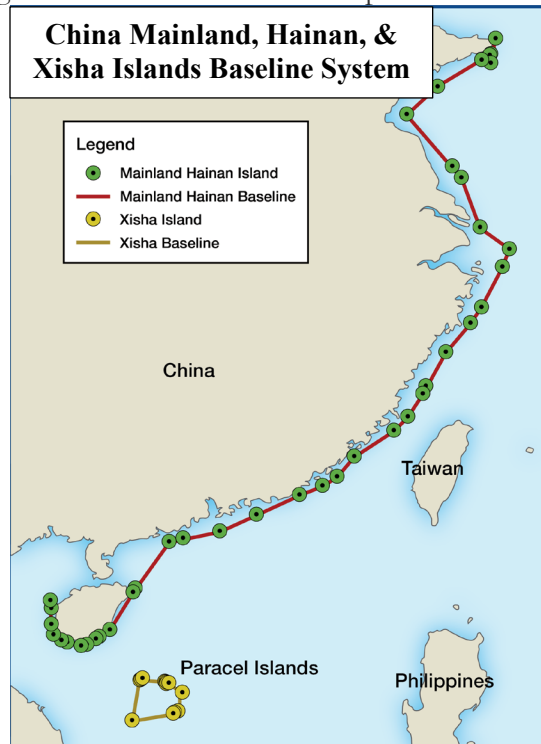 China Mainland, Hainan, &
Xisha Islands Baseline System
Legend
Mainland Hainan Island
Mainland Hainan Baseline
Xisha Island
Xisha Baseline
China
Taiwan
Paracel Islands
Philippines